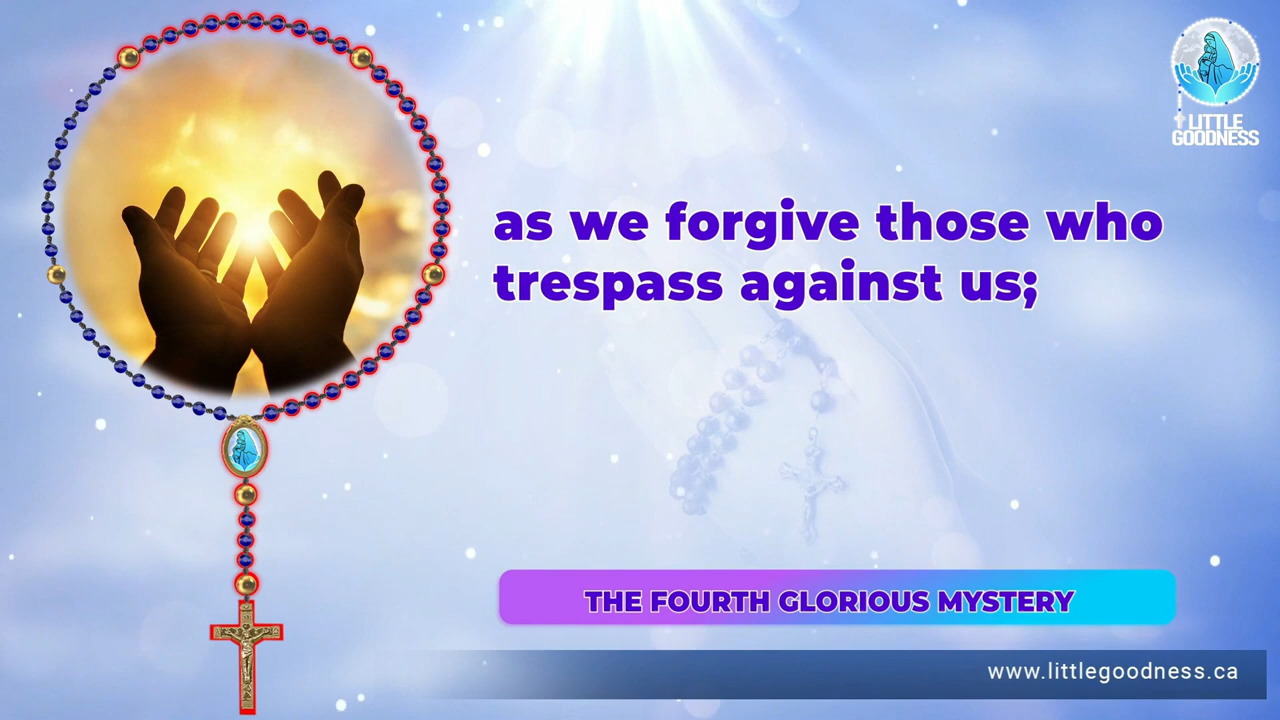 LITTLE
GOODNESS
as we forgive those who
trespass against us;
THE FOURTH GLORIOUS MYSTERY
www.littlegoodness.ca